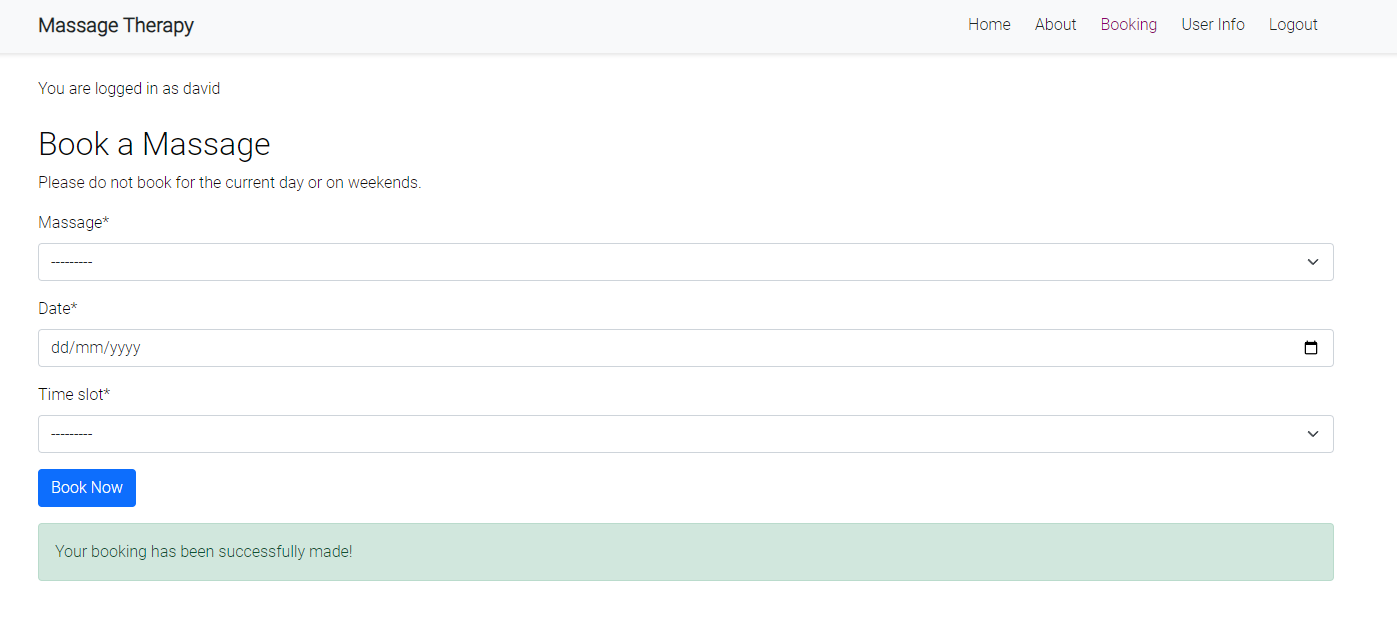 Massage Therapy
Home About Booking User Info Logout
You are logged in as david
Book a Massage
Please do not book for the current day or on weekends.
Massage*
---------
Date*
dd/mm/yyyy
Time slot*
---------
Book Now
Your booking has been successfully made!